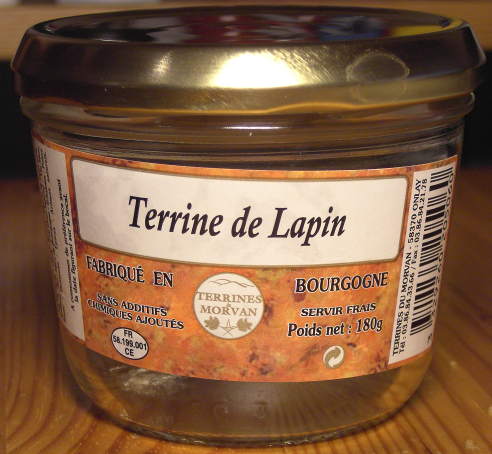 Terrine de Lapin
FABRIQUÉ EN
BOURGOGNE
SANS ADDITIFS
CHIMIQUES AJOUTÉS
TERRINES
DU
MORVAN
SERVIR FRAIS
Poids net : 180g
FR
58.199.001
CE
TERRINES DU MORVAN - 58370 ONLAY